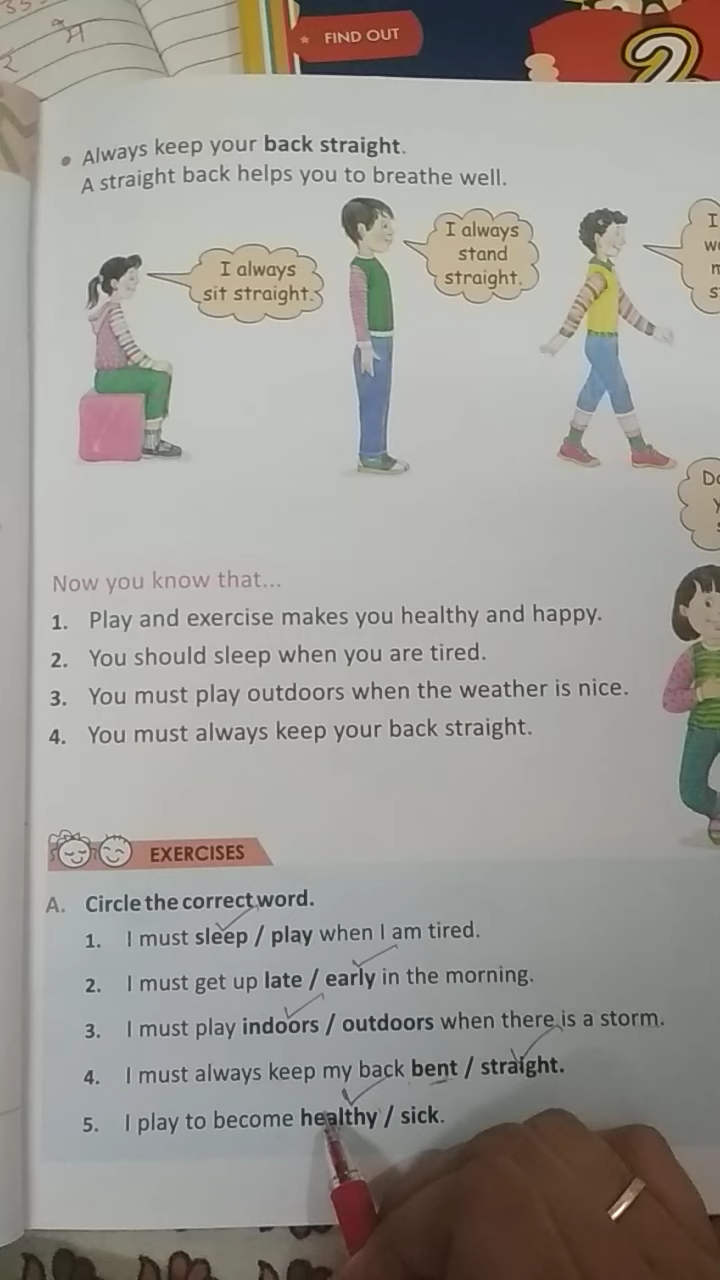 FIND OUT
2
Always keep your back straight.
A straight back helps you to breathe well.
I always
sit straight.
I always
stand
straight.
I
Now you know that...
1. Play and exercise makes you healthy and happy.
2. You should sleep when you are tired.
3. You must play outdoors when the weather is nice.
4. You must always keep your back straight.
EXERCISES
A. Circle the correct word.
1. I must sleep / play when I am tired.
2. I must get up late / early in the morning.
3. I must play indoors / outdoors when there is a storm.
4. I must always keep my back bent / straight.
5. I play to become healthy / sick.